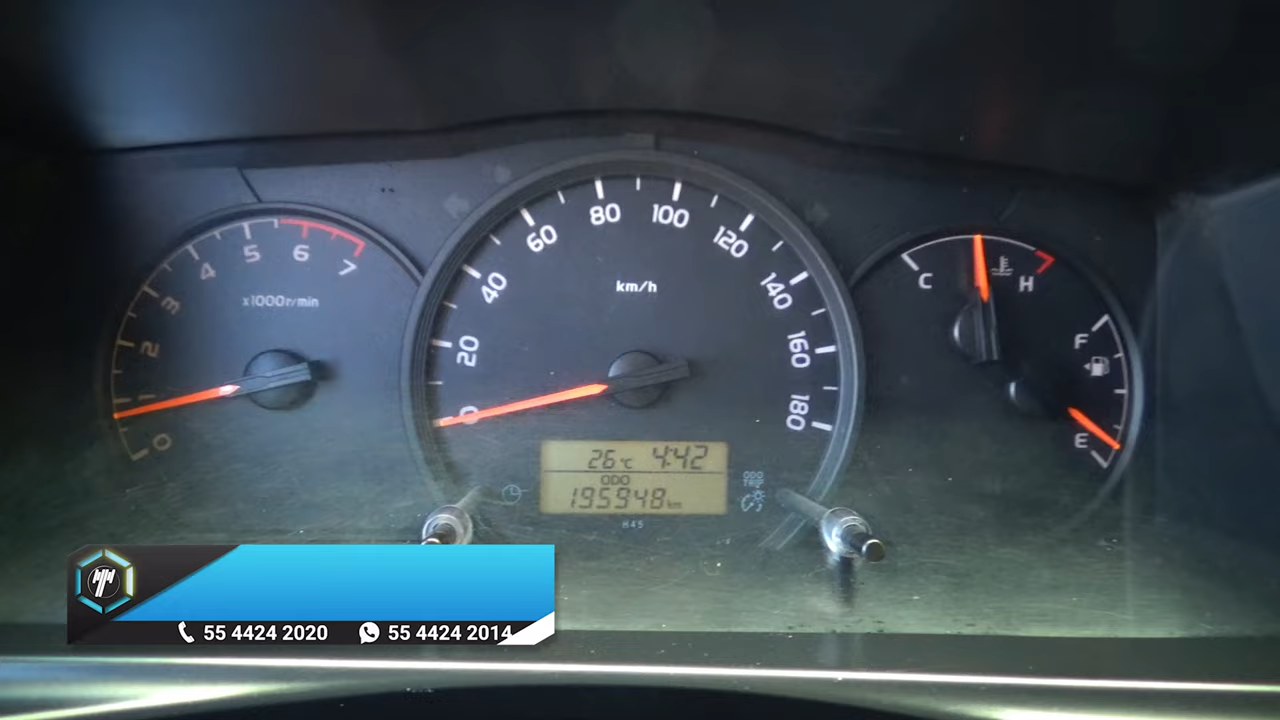 0 1 2 3 4 5 6 7
x1000r/min
0 20 40 60 80 100 120 140 160 180
km/h
C H
F
E
26°C 4:42
ODO
195948km
ODO
TRIP
H45
55 4424 2020 55 4424 2014